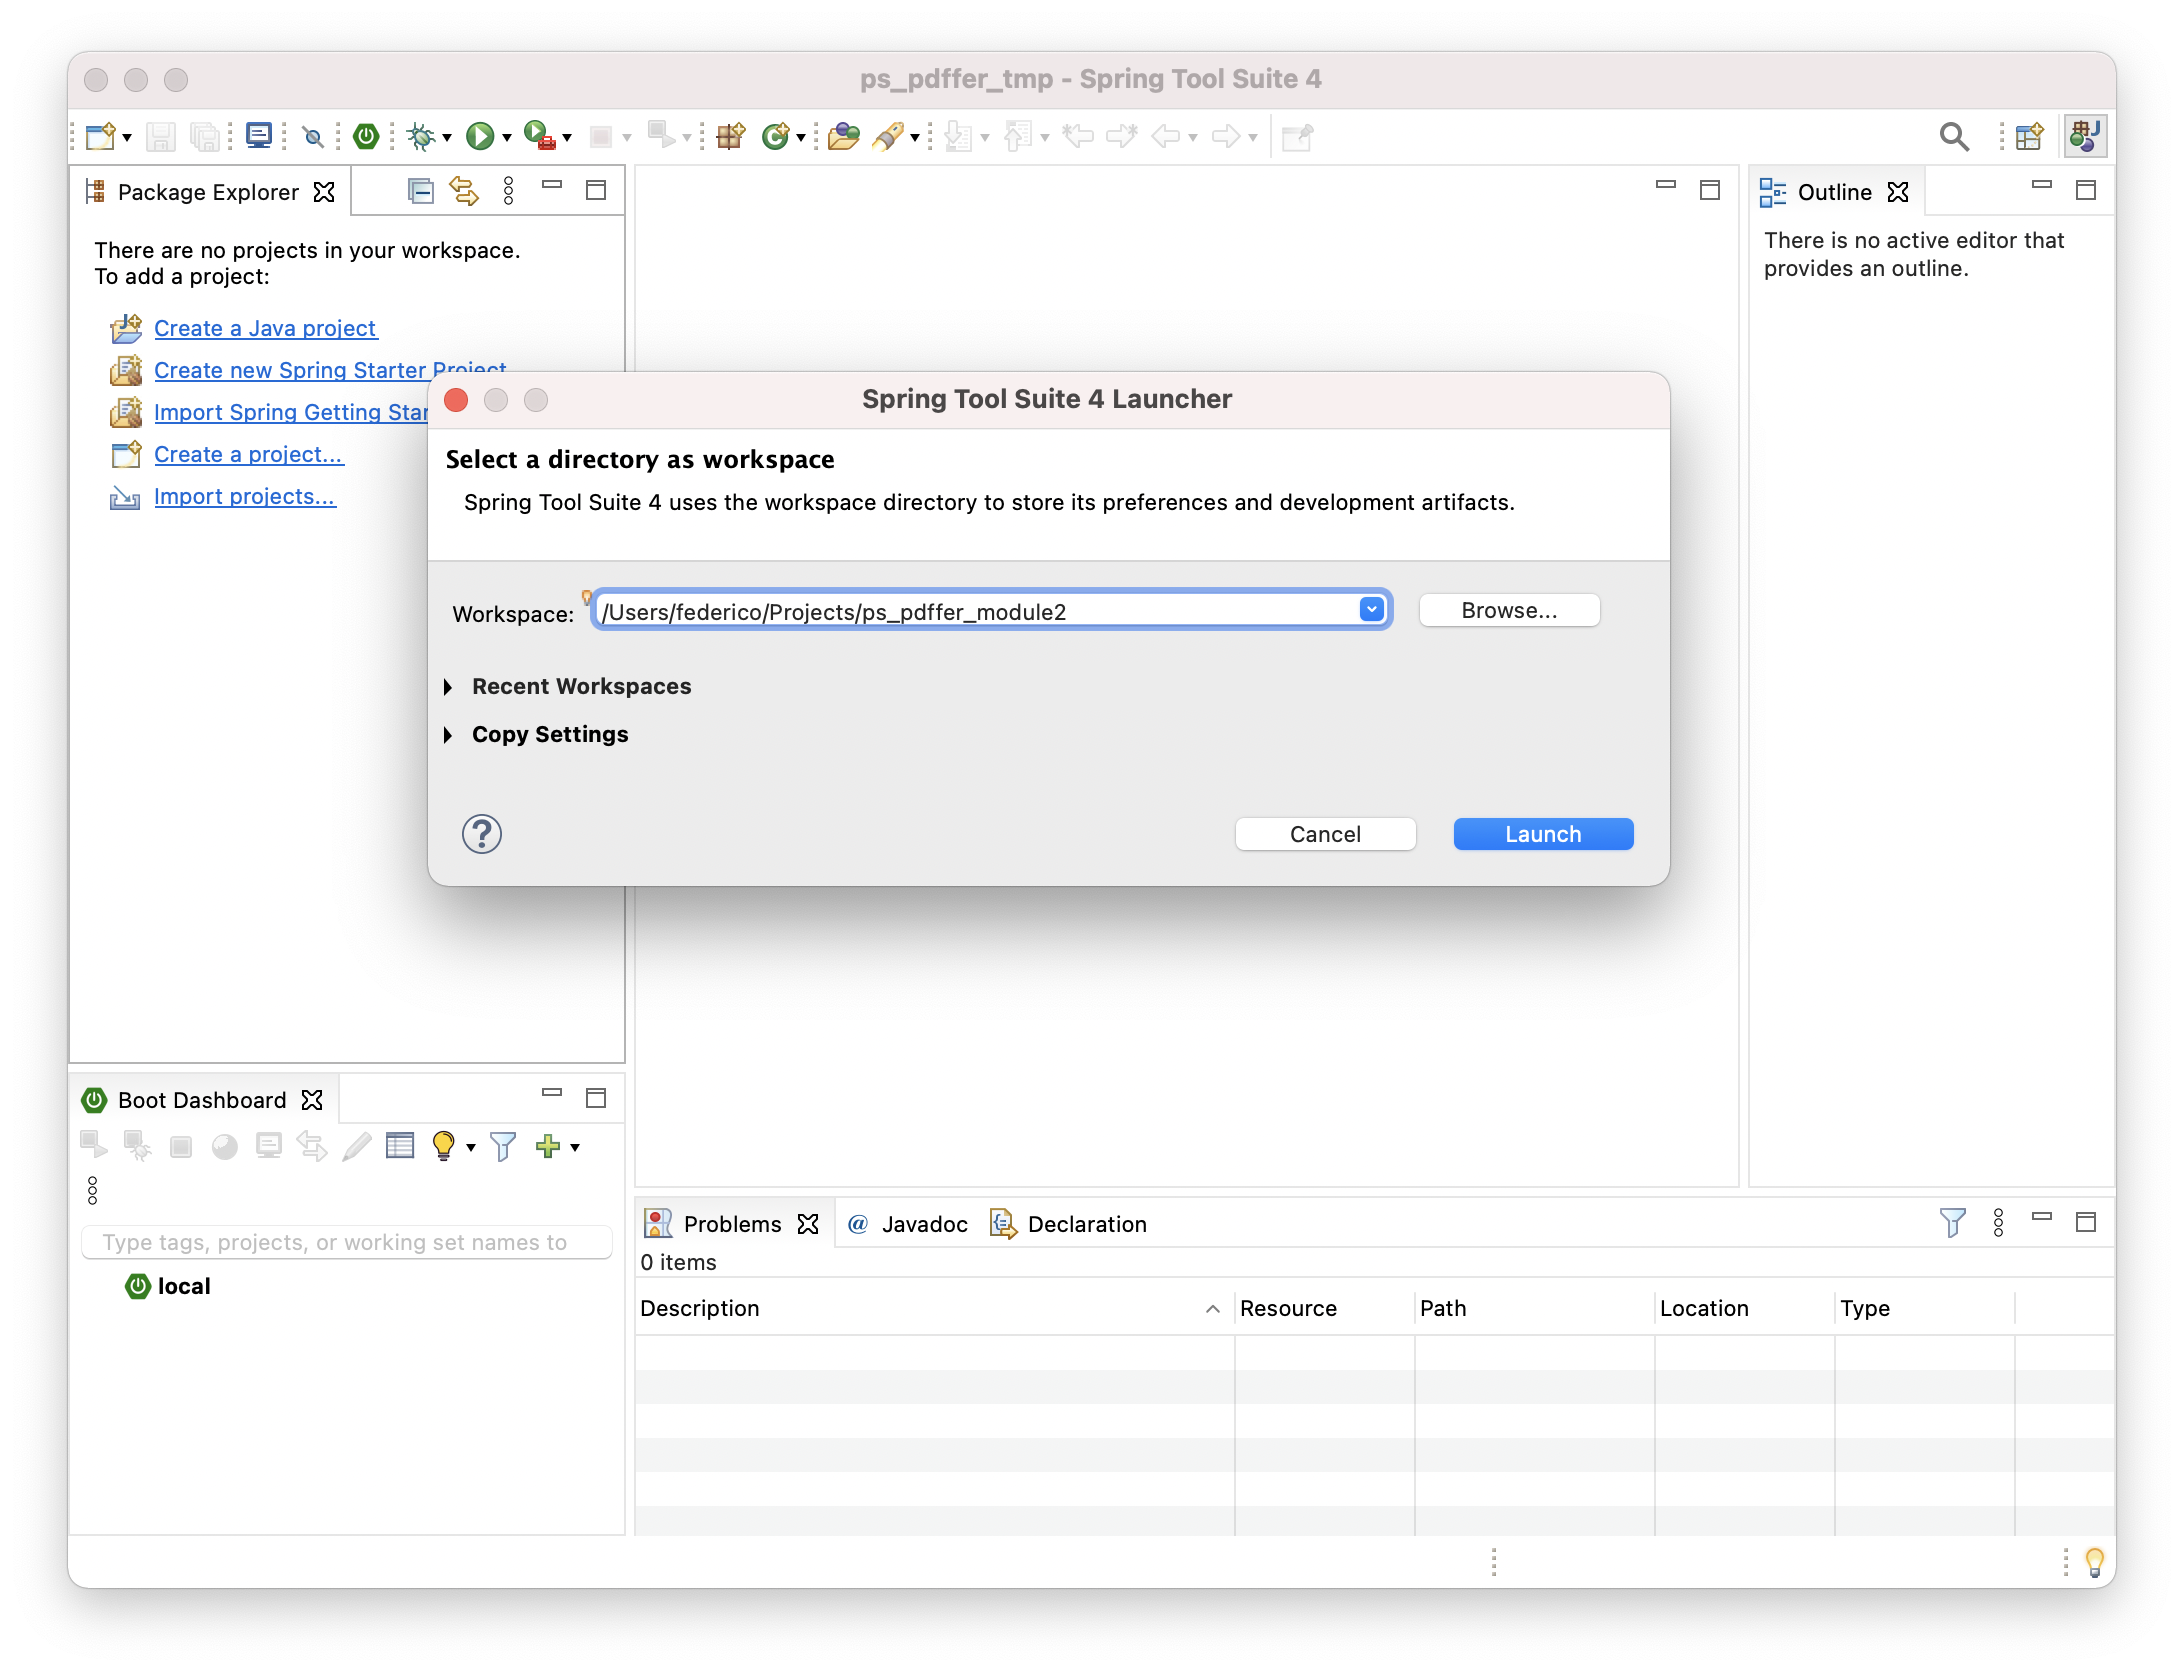 ps_pdffer_tmp - Spring Tool Suite 4
Package Explorer
There are no projects in your workspace.
To add a project:
Create a Java project
Create new Spring Starter Project
Import Spring Getting Star
Create a project...
Import projects...
Outline
There is no active editor that
provides an outline.
Spring Tool Suite 4 Launcher
Select a directory as workspace
Spring Tool Suite 4 uses the workspace directory to store its preferences and development artifacts.
Workspace: /Users/federico/Projects/ps_pdffer_module2 Browse...
Recent Workspaces
Copy Settings
? Cancel Launch
Boot Dashboard
Type tags, projects, or working set names to
local
Problems @ Javadoc Declaration
0 items
Description Resource Path Location Type